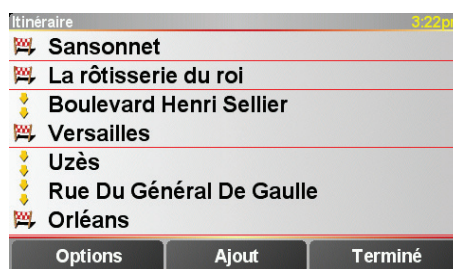 Itinéraire 3:22p
Sansonnet
La rôtisserie du roi
Boulevard Henri Sellier
Versailles
Uzès
Rue Du Général De Gaulle
Orléans
Options Ajout Terminé